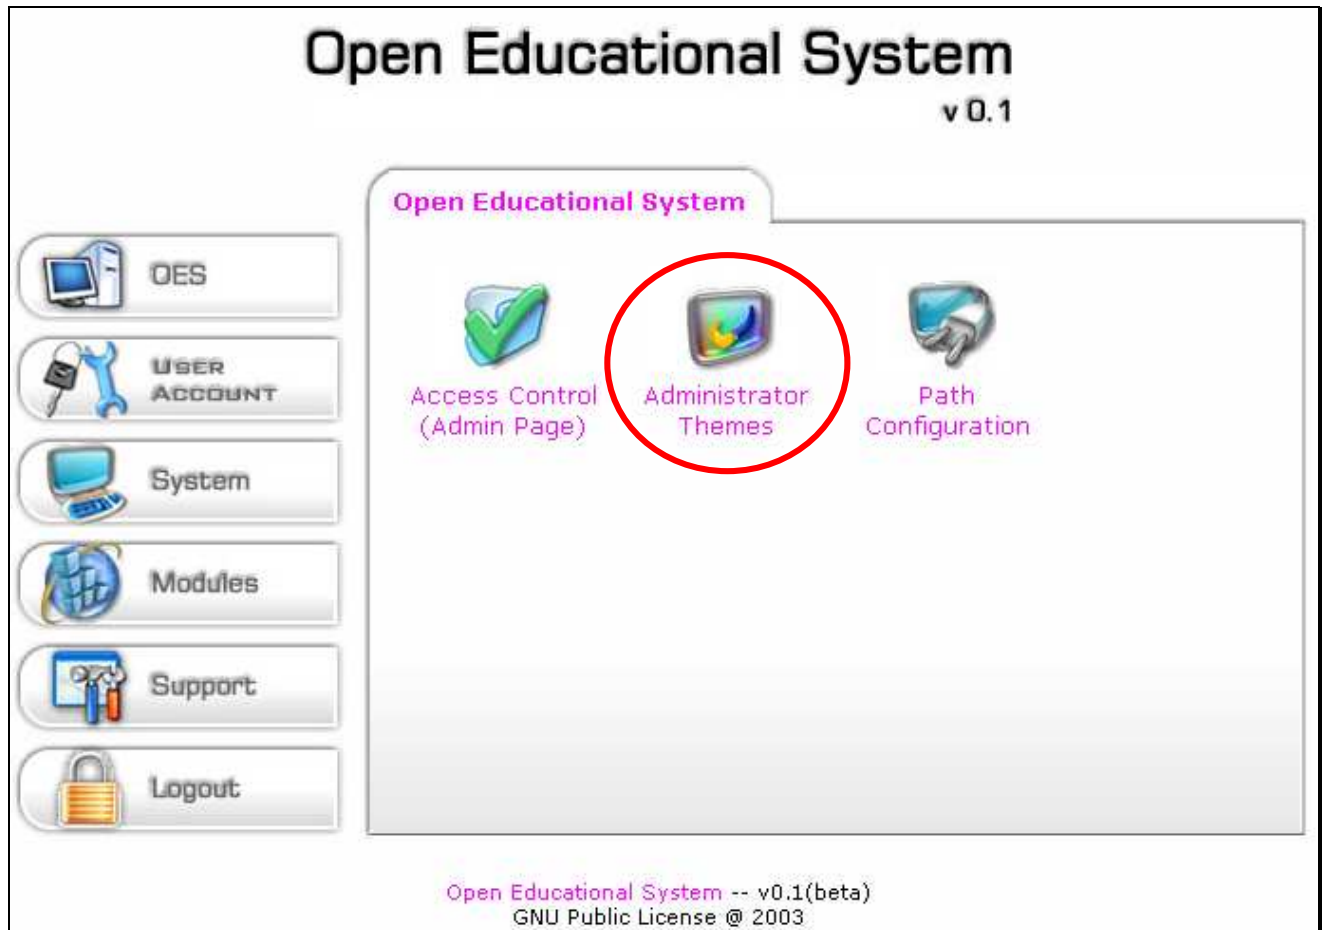 Open Educational System
v 0.1
Open Educational System
OES
USER
ACCOUNT
System
Modules
Support
Logout
Access Control
(Admin Page)
Administrator
Themes
Path
Configuration
Open Educational System -- v0.1(beta)
GNU Public License @ 2003